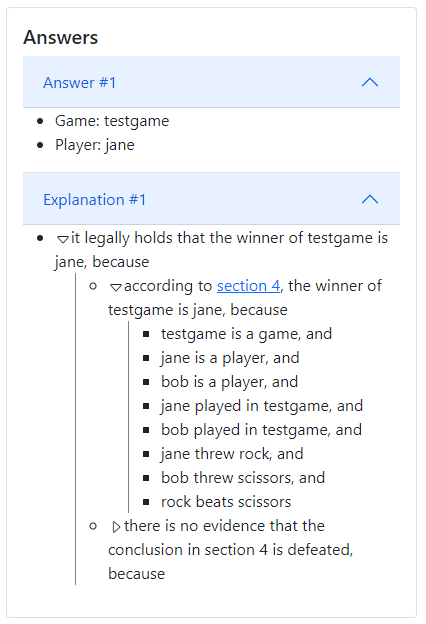 Answers
Answer #1
Game: testgame
Player: jane
Explanation #1
it legally holds that the winner of testgame is
jane, because
according to section 4, the winner of
testgame is jane, because
testgame is a game, and
jane is a player, and
bob is a player, and
jane played in testgame, and
bob played in testgame, and
jane threw rock, and
bob threw scissors, and
rock beats scissors
there is no evidence that the
conclusion in section 4 is defeated,
because